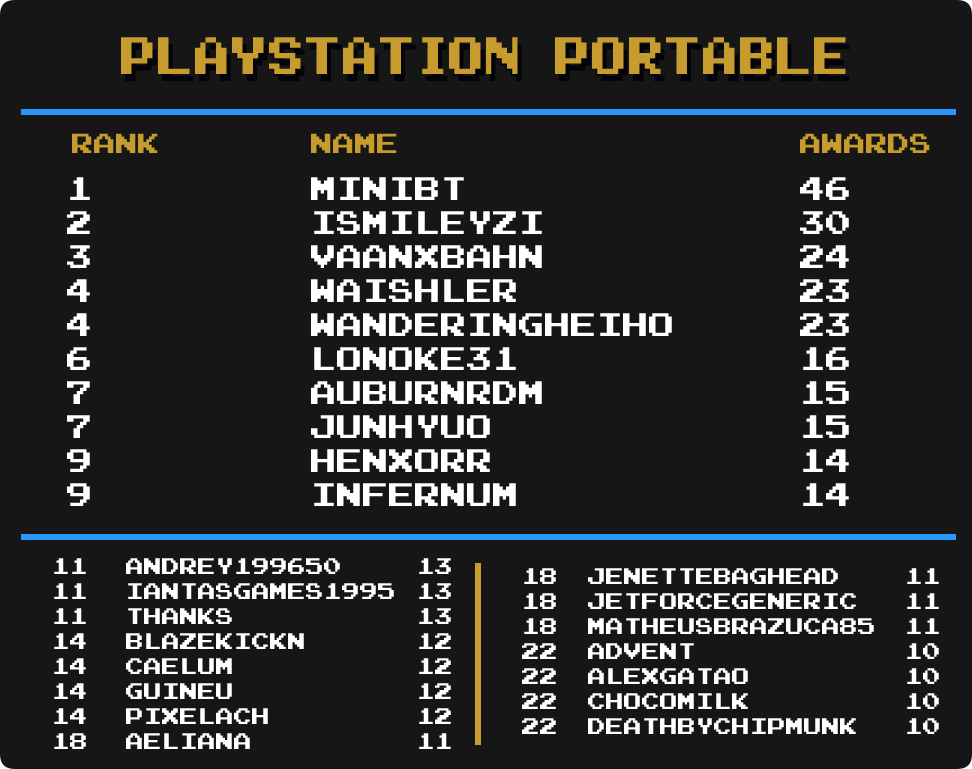 PLAYSTATION PORTABLE
RANK NAME AWARDS
1 MINIBT 46
2 ISMILEYZI 30
3 VAANXBAHN 24
4 WAISHLER 23
4 WANDERINGHEIHO 23
6 LONOKE31 16
7 AUBURNRDM 15
7 JUNHYUO 15
9 HENXORR 14
9 INFERNUM 14
11 ANDREY199650 13
11 IANTASGAMES1995 13
11 THANKS 13
14 BLAZEKICKN 12
14 CAELUM 12
14 GUINEU 12
14 PIXELACH 12
18 AELIANA 11
18 JENETTEBAGHEAD 11
18 JETFORCEGENERIC 11
18 MATHEUSBRAZUCA85 11
22 ADVENT 10
22 ALEXGATAO 10
22 CHOCOMILK 10
22 DEATHBYCHIPMUNK 10